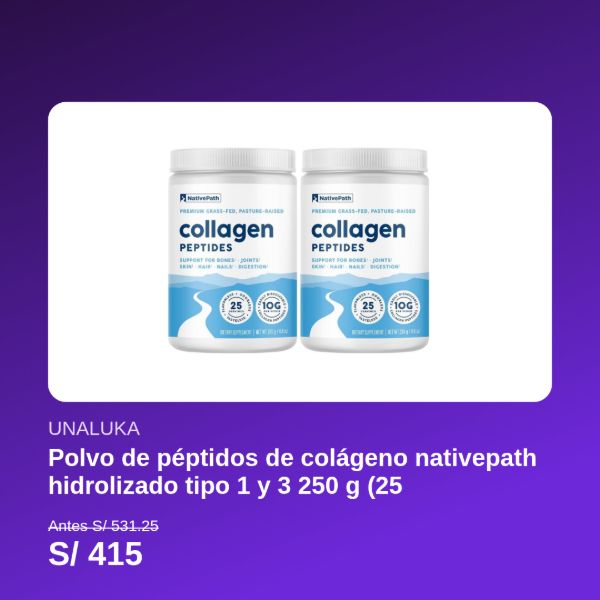 NativePath
NativePath
PREMIUM GRASS-FED, PASTURE-RAISED
PREMIUM GRASS-FED, PASTURE-RAISED
collagen
collagen
PEPTIDES
PEPTIDES
SUPPORT FOR BONES · JOINTS
SUPPORT FOR BONES · JOINTS
SKIN · HAIR · NAILS · DIGESTION
SKIN · HAIR · NAILS · DIGESTION
25
10G
25
10G
UNALUKA
Polvo de péptidos de colágeno nativepath
hidrolizado tipo 1 y 3 250 g (25
Antes S/ 531.25
S/ 415